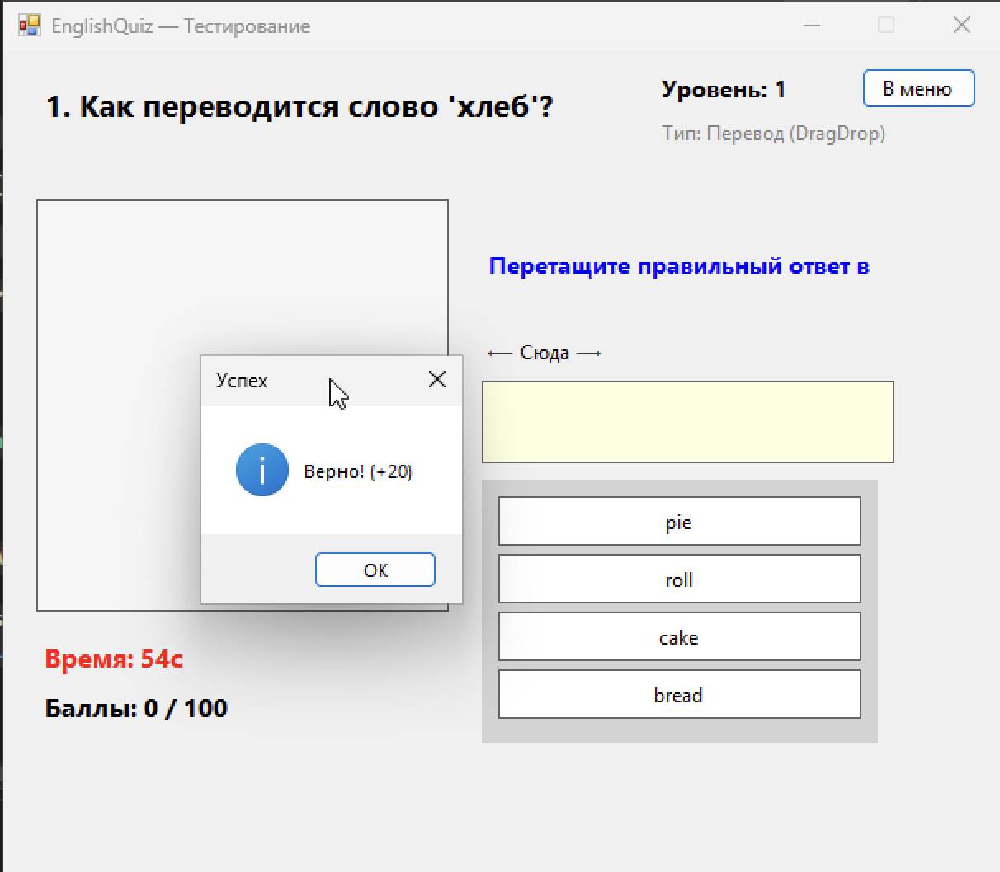 EnglishQuiz — Тестирование
1. Как переводится слово 'хлеб'?
Уровень: 1
В меню
Тип: Перевод (DragDrop)
Перетащите правильный ответ в
⟵ Сюда ⟶
Успех
Верно! (+20)
OK
pie
roll
cake
bread
Время: 54с
Баллы: 0 / 100